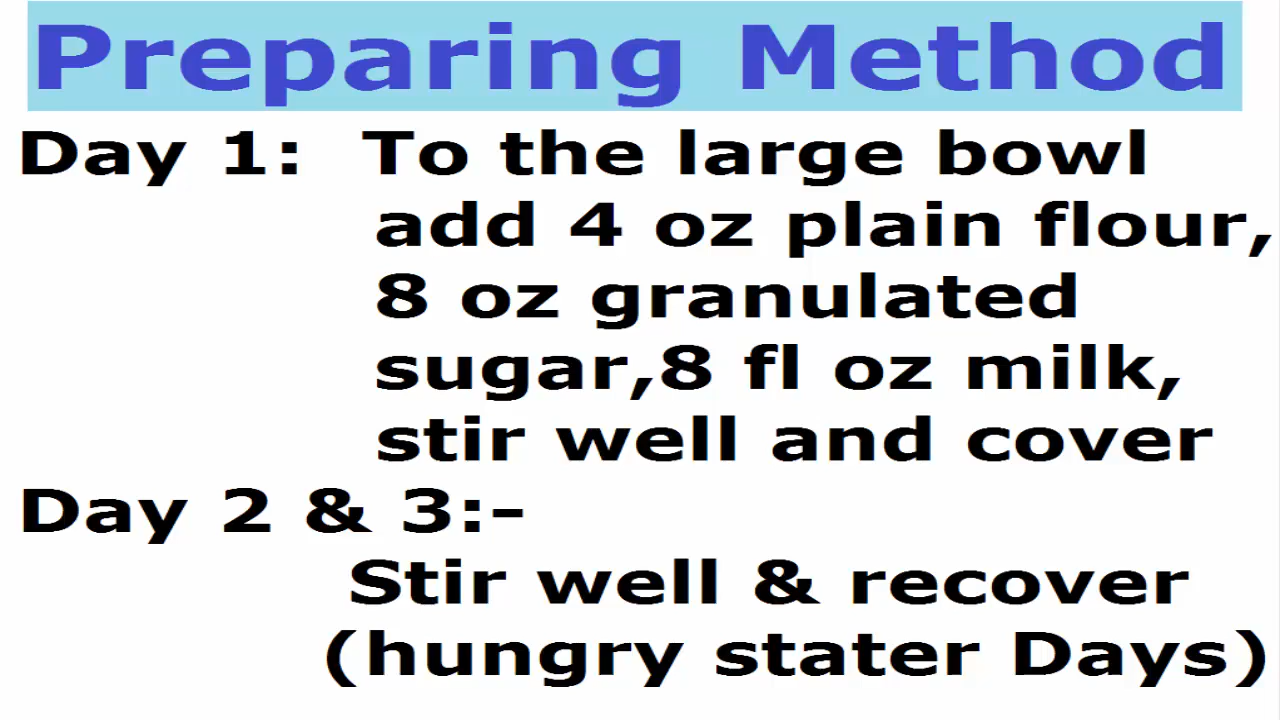 Preparing Method
Day 1: To the large bowl
add 4 oz plain flour,
8 oz granulated
sugar,8 fl oz milk,
stir well and cover
Day 2 & 3:-
Stir well & recover
(hungry stater Days)